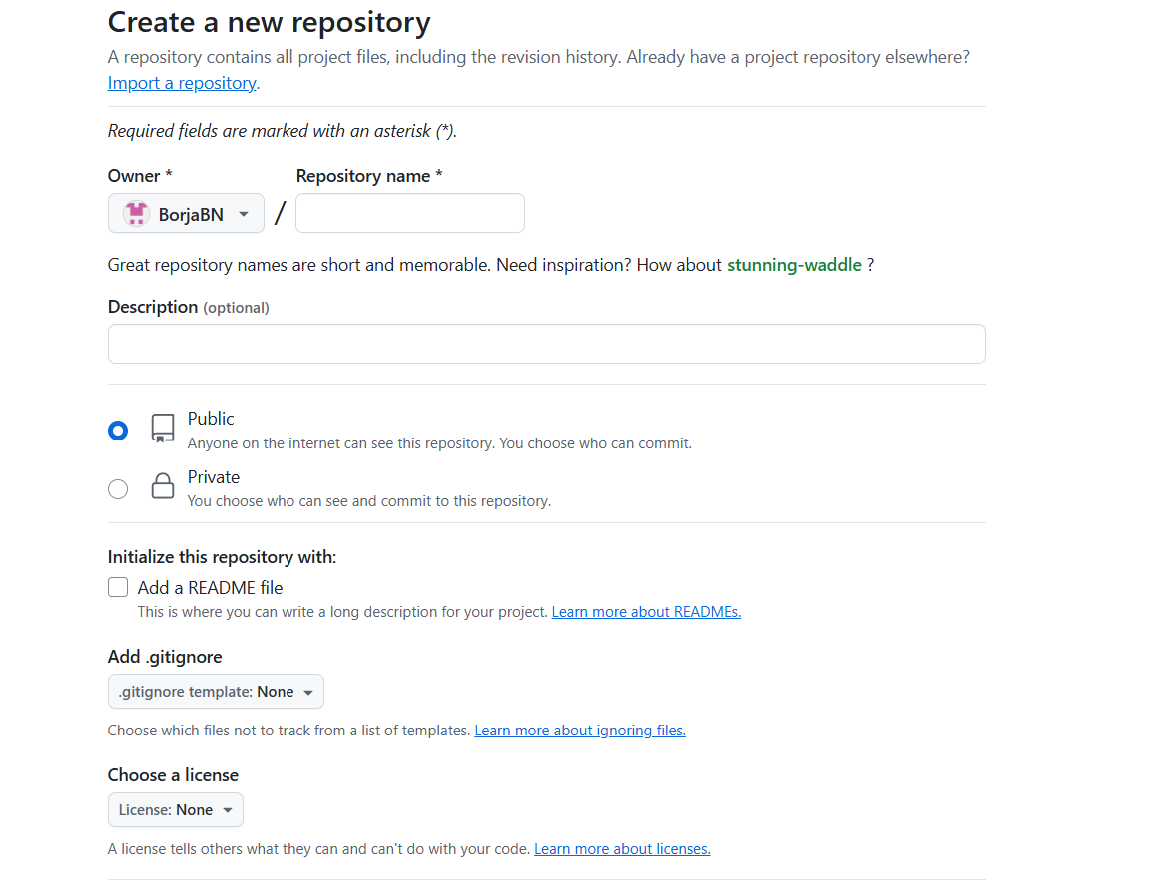 Create a new repository
A repository contains all project files, including the revision history. Already have a project repository elsewhere?
Import a repository.
Required fields are marked with an asterisk (*).
Owner * Repository name *
BorjaBN /
Great repository names are short and memorable. Need inspiration? How about stunning-waddle ?
Description (optional)
Public
Anyone on the internet can see this repository. You choose who can commit.
Private
You choose who can see and commit to this repository.
Initialize this repository with:
Add a README file
This is where you can write a long description for your project. Learn more about READMEs.
Add .gitignore
.gitignore template: None
Choose which files not to track from a list of templates. Learn more about ignoring files.
Choose a license
License: None
A license tells others what they can and can't do with your code. Learn more about licenses.